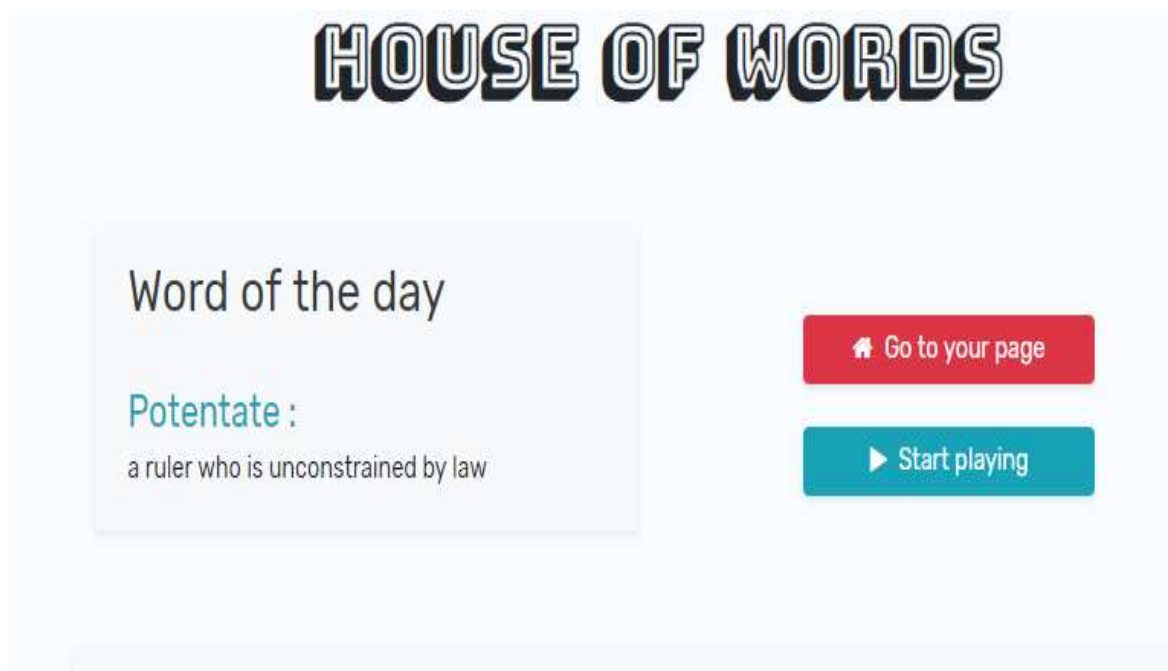 HOUSE OF WORDS
Word of the day
Potentate :
a ruler who is unconstrained by law
Go to your page
Start playing